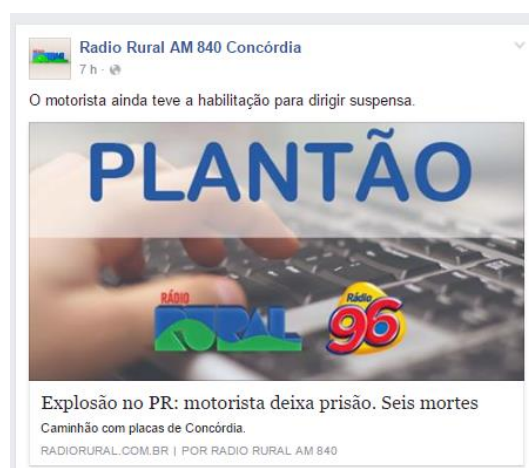 Radio Rural AM 840 Concórdia
7 h ·
O motorista ainda teve a habilitação para dirigir suspensa.
PLANTÃO
RÁDIO
RURAL
Rádio
96
Explosão no PR: motorista deixa prisão. Seis mortes
Caminhão com placas de Concórdia.
RADIORURAL.COM.BR | POR RADIO RURAL AM 840